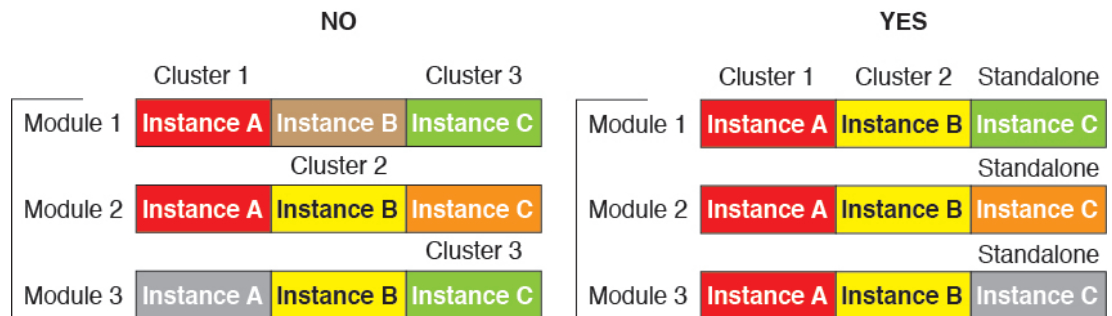 NO
Cluster 1 Cluster 3
Module 1 Instance A Instance B Instance C
Cluster 2
Module 2 Instance A Instance B Instance C
Cluster 3
Module 3 Instance A Instance B Instance C
YES
Cluster 1 Cluster 2 Standalone
Module 1 Instance A Instance B Instance C
Standalone
Module 2 Instance A Instance B Instance C
Standalone
Module 3 Instance A Instance B Instance C